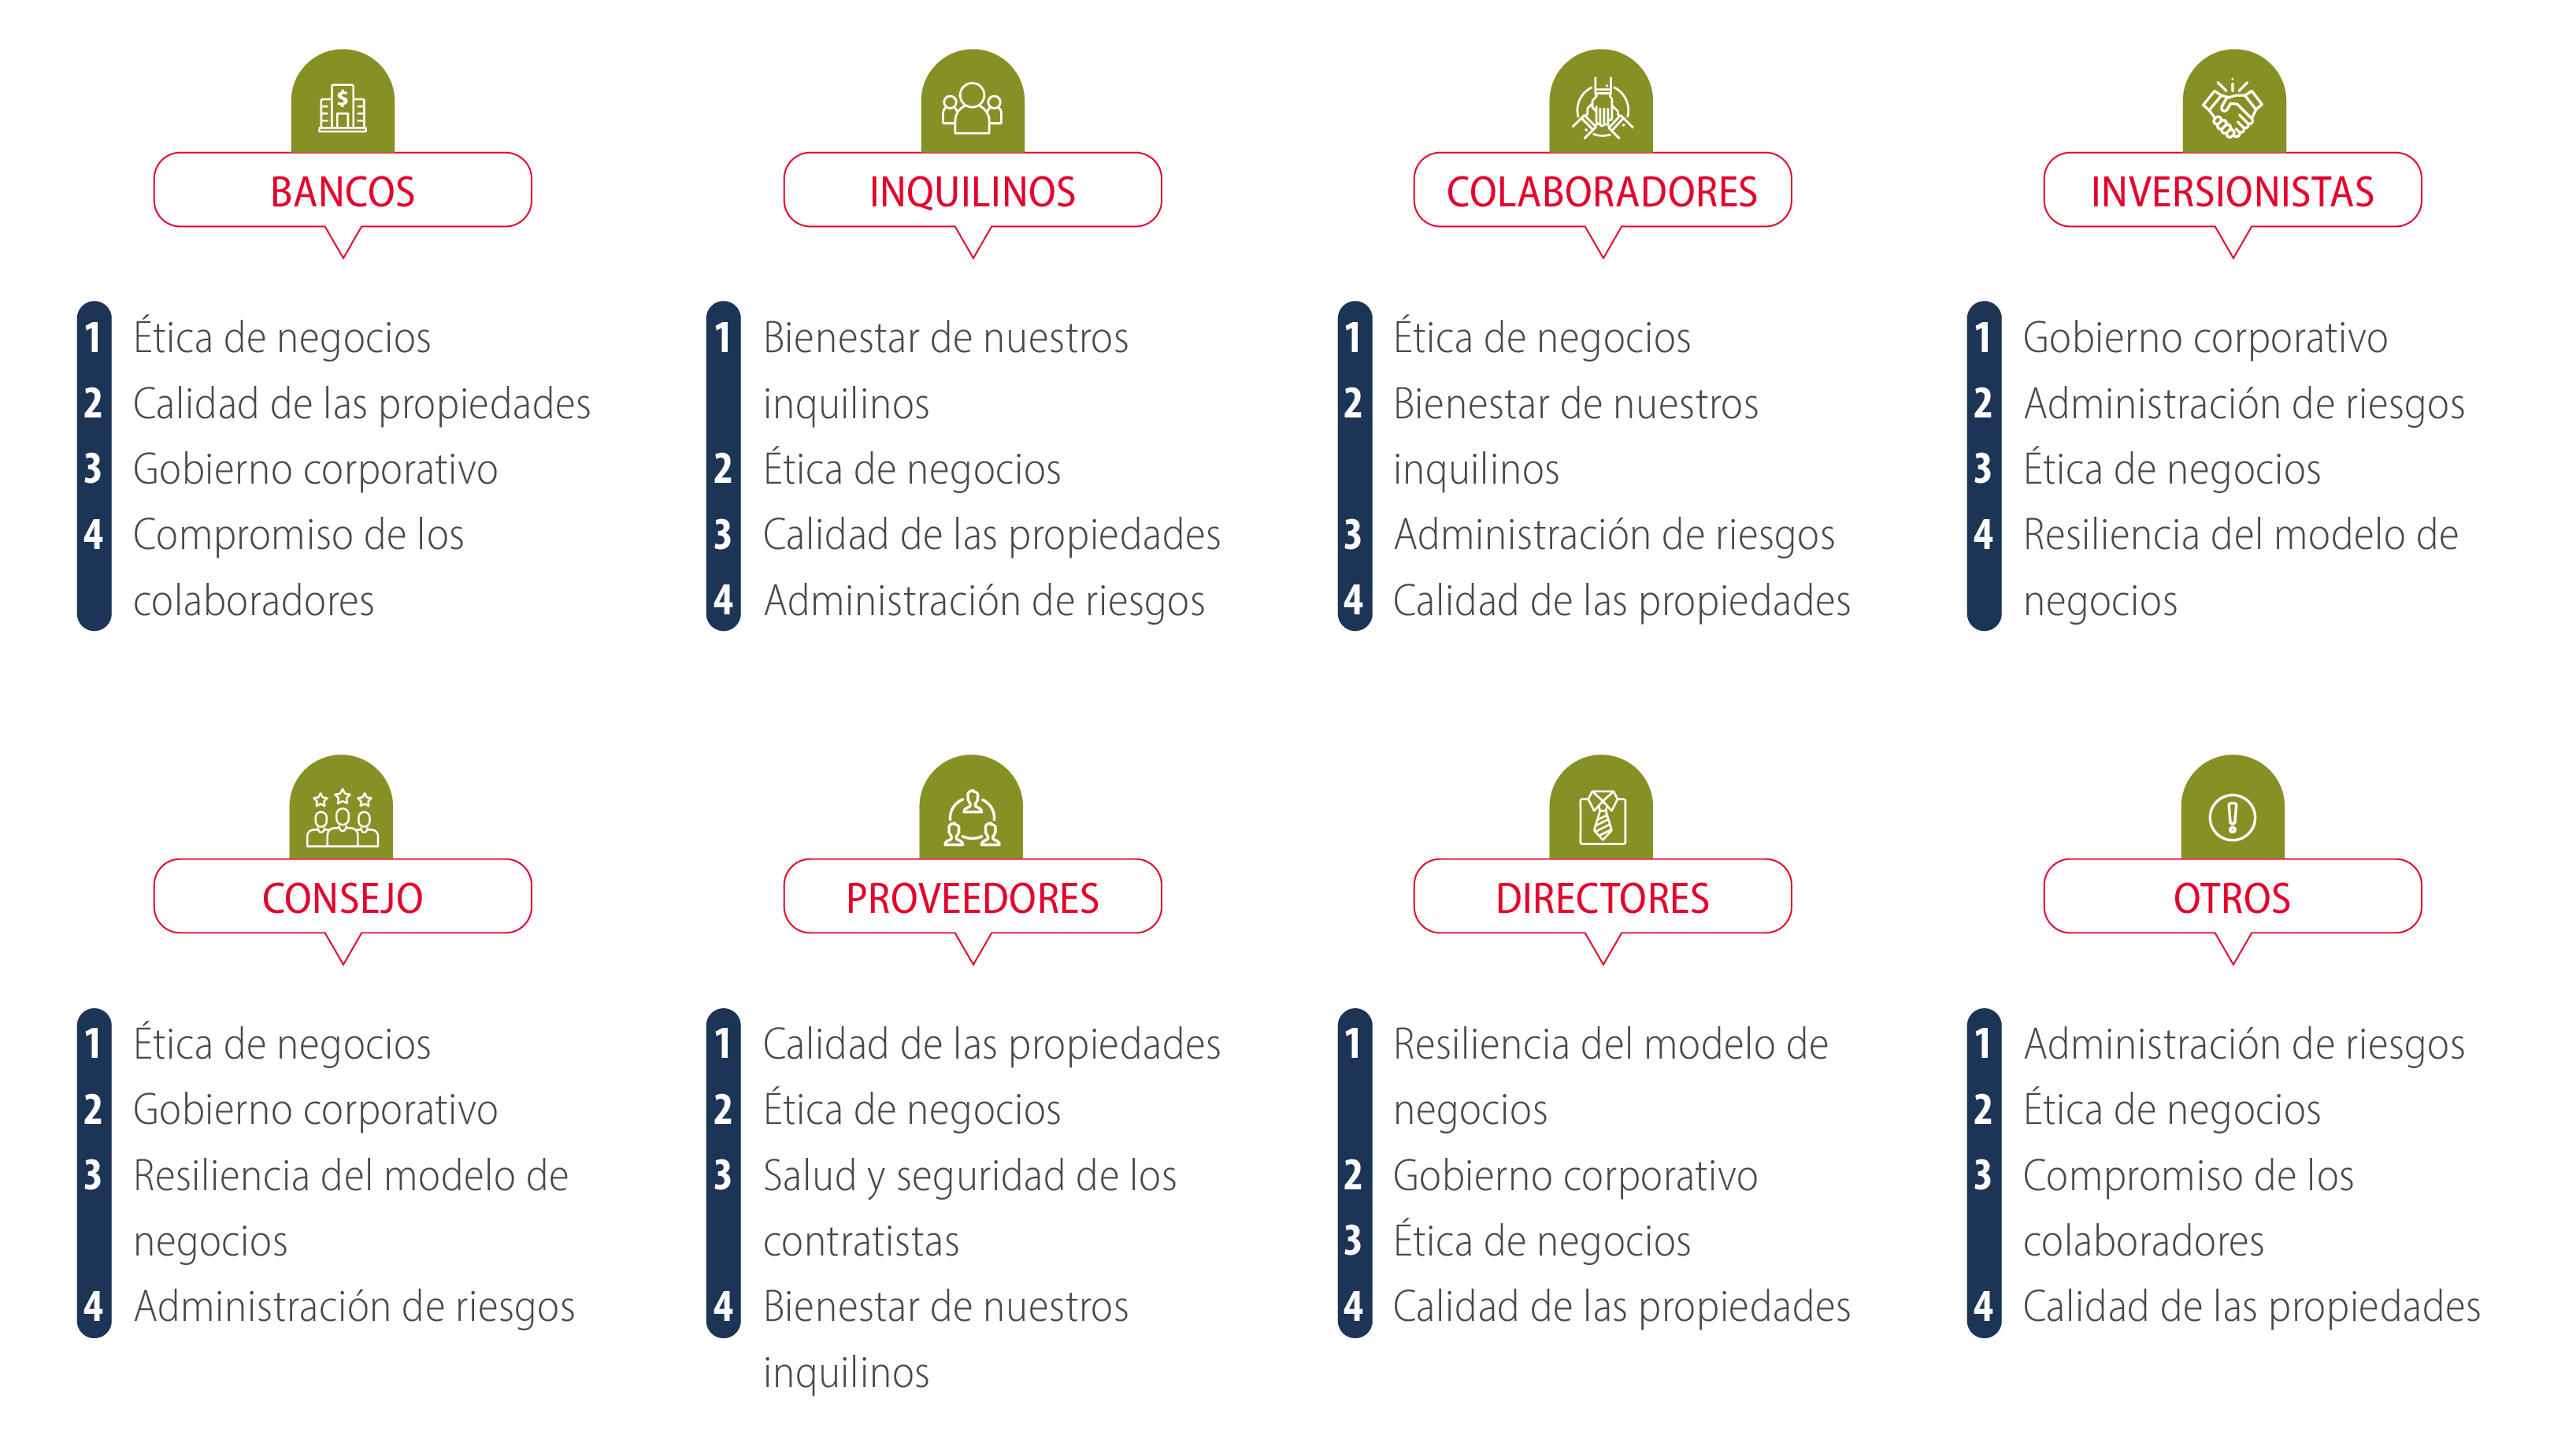 BANCOS
1 Ética de negocios
2 Calidad de las propiedades
3 Gobierno corporativo
4 Compromiso de los
colaboradores
INQUILINOS
1 Bienestar de nuestros
inquilinos
2 Ética de negocios
3 Calidad de las propiedades
4 Administración de riesgos
COLABORADORES
1 Ética de negocios
2 Bienestar de nuestros
inquilinos
3 Administración de riesgos
4 Calidad de las propiedades
INVERSIONISTAS
1 Gobierno corporativo
2 Administración de riesgos
3 Ética de negocios
4 Resiliencia del modelo de
negocios
CONSEJO
1 Ética de negocios
2 Gobierno corporativo
3 Resiliencia del modelo de
negocios
4 Administración de riesgos
PROVEEDORES
1 Calidad de las propiedades
2 Ética de negocios
3 Salud y seguridad de los
contratistas
4 Bienestar de nuestros
inquilinos
DIRECTORES
1 Resiliencia del modelo de
negocios
2 Gobierno corporativo
3 Ética de negocios
4 Calidad de las propiedades
OTROS
1 Administración de riesgos
2 Ética de negocios
3 Compromiso de los
colaboradores
4 Calidad de las propiedades